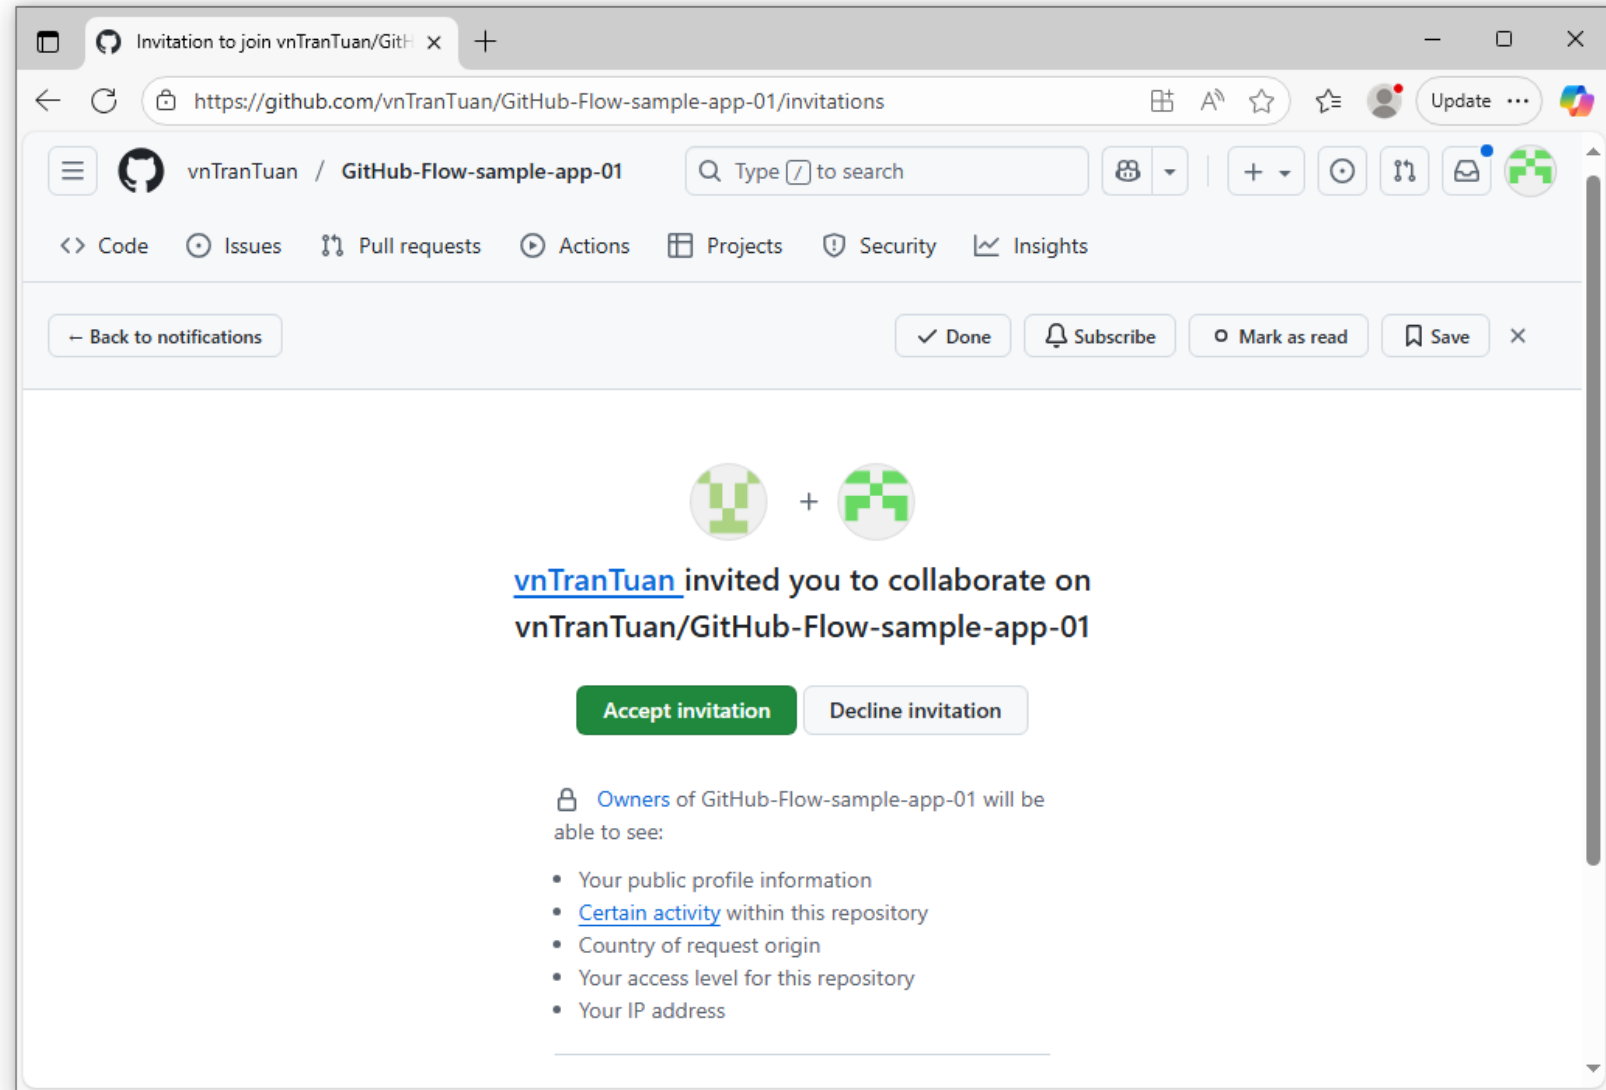 Invitation to join vnTranTuan/GitH
https://github.com/vnTranTuan/GitHub-Flow-sample-app-01/invitations
Update
vnTranTuan / GitHub-Flow-sample-app-01
Type / to search
Code Issues Pull requests Actions Projects Security Insights
← Back to notifications
Done Subscribe Mark as read Save
vnTranTuan invited you to collaborate on
vnTranTuan/GitHub-Flow-sample-app-01
Accept invitation Decline invitation
Owners of GitHub-Flow-sample-app-01 will be
able to see:
• Your public profile information
• Certain activity within this repository
• Country of request origin
• Your access level for this repository
• Your IP address